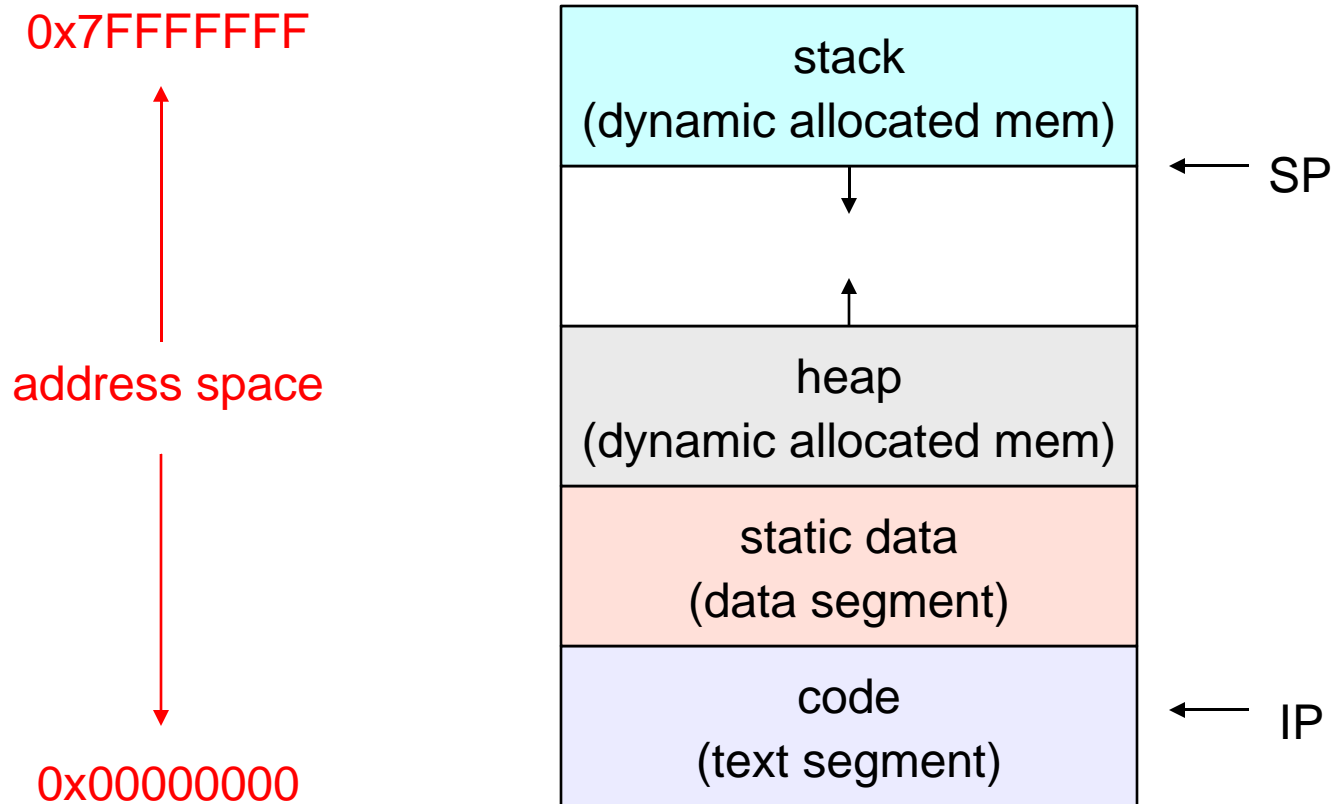 0x7FFFFFFF
stack
(dynamic allocated mem)
SP
address space
heap
(dynamic allocated mem)
static data
(data segment)
code
(text segment)
IP
0x00000000